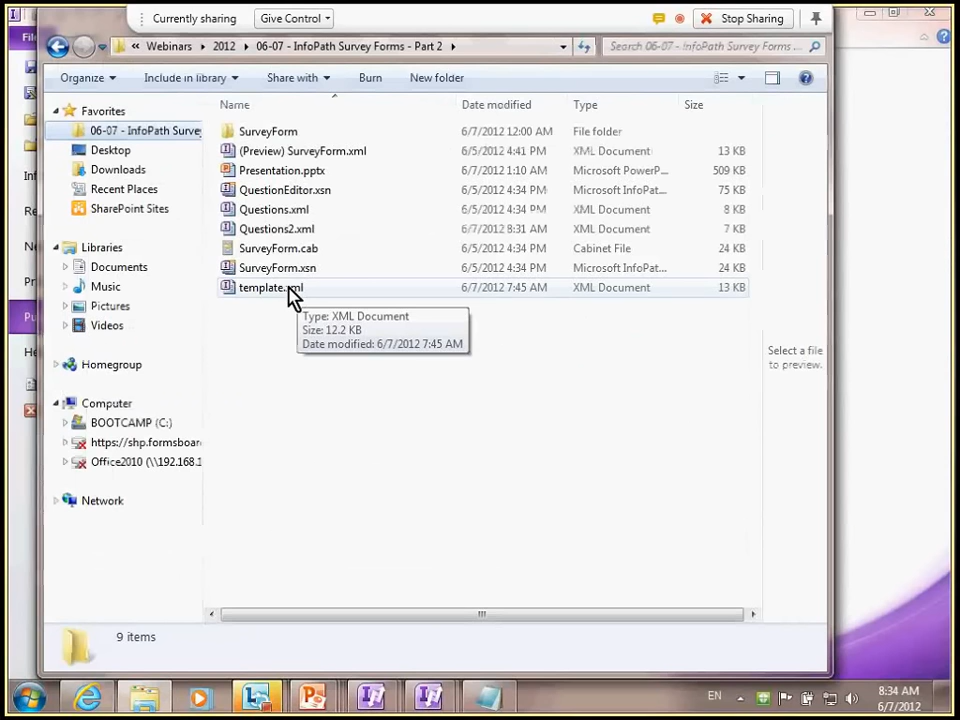 Currently sharing
Give Control
Stop Sharing
« Webinars 2012 06-07 - InfoPath Survey Forms - Part 2
Search 06-07 - InfoPath Survey Forms ...
Organize
Include in library
Share with
Burn
New folder
Name
Date modified
Type
Size
Favorites
06-07 - InfoPath Survey
Desktop
Downloads
Recent Places
SharePoint Sites
Libraries
Documents
Music
Pictures
Videos
Homegroup
Computer
BOOTCAMP (C:)
https://shp.formsboar
Office2010 (\\192.168.1
Network
SurveyForm 6/7/2012 12:00 AM File folder
(Preview) SurveyForm.xml 6/5/2012 4:41 PM XML Document 13 KB
Presentation.pptx 6/7/2012 1:10 AM Microsoft PowerP... 509 KB
QuestionEditor.xsn 6/5/2012 4:34 PM Microsoft InfoPat... 75 KB
Questions.xml 6/5/2012 4:34 PM XML Document 8 KB
Questions2.xml 6/7/2012 8:31 AM XML Document 7 KB
SurveyForm.cab 6/5/2012 4:34 PM Cabinet File 24 KB
SurveyForm.xsn 6/5/2012 4:34 PM Microsoft InfoPat... 24 KB
template.xml 6/7/2012 7:45 AM XML Document 13 KB
Type: XML Document
Size: 12.2 KB
Date modified: 6/7/2012 7:45 AM
Select a file
to preview.
9 items
EN
8:34 AM
6/7/2012